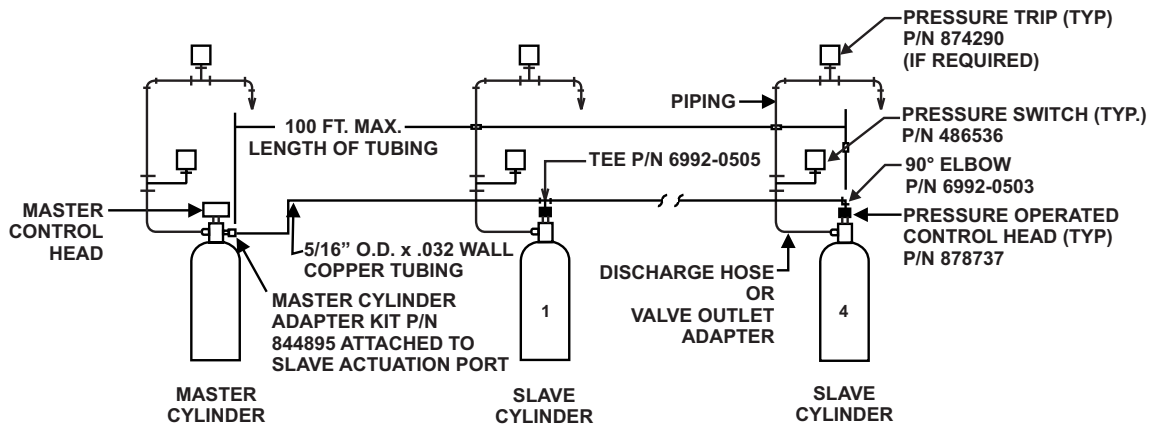 PRESSURE TRIP (TYP)
P/N 874290
(IF REQUIRED)
PIPING
100 FT. MAX.
LENGTH OF TUBING
PRESSURE SWITCH (TYP.)
P/N 486536
TEE P/N 6992-0505
90° ELBOW
P/N 6992-0503
MASTER
CONTROL
HEAD
PRESSURE OPERATED
CONTROL HEAD (TYP)
P/N 878737
5/16” O.D. x .032 WALL
COPPER TUBING
DISCHARGE HOSE
OR
VALVE OUTLET
ADAPTER
MASTER CYLINDER
ADAPTER KIT P/N
844895 ATTACHED TO
SLAVE ACTUATION PORT
1
4
MASTER
CYLINDER
SLAVE
CYLINDER
SLAVE
CYLINDER